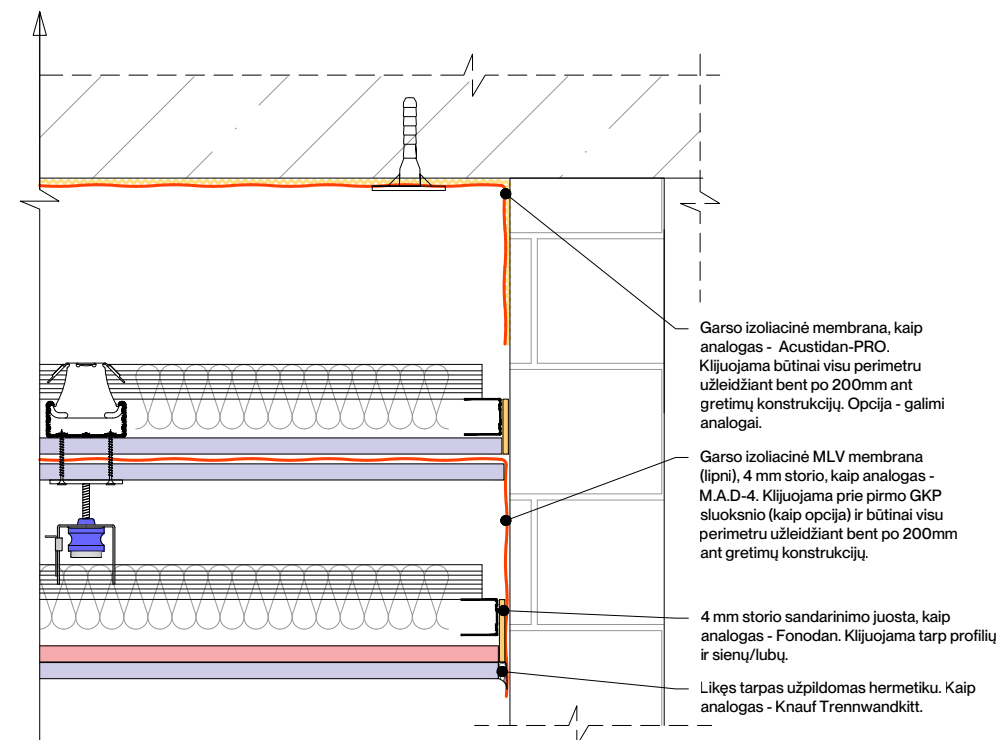 Garso izoliacinė membrana, kaip
analogas - Acustidan-PRO.
Klijuojama būtinai visu perimetru
užleidžiant bent po 200mm ant
gretimų konstrukcijų. Opcija - galimi
analogai.
Garso izoliacinė MLV membrana
(lipni), 4 mm storio, kaip analogas -
M.A.D-4. Klijuojama prie pirmo GKP
sluoksnio (kaip opcija) ir būtinai visu
perimetru užleidžiant bent po 200mm
ant gretimų konstrukcijų.
4 mm storio sandarinimo juosta, kaip
analogas - Fonodan. Klijuojama tarp profilių
ir sienų/lubų.
Likęs tarpas užpildomas hermetiku. Kaip
analogas - Knauf Trennwandkitt.